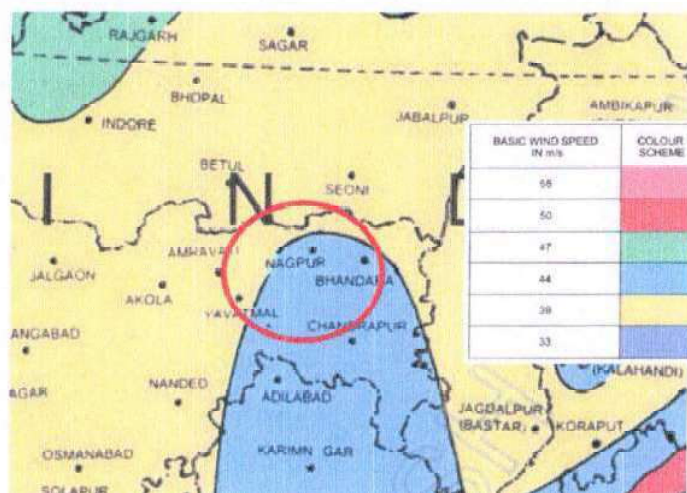 RAJGARH
SAGAR
BHOPAL
INDORE
JABALPUR
AMBIKAPUR
BASIC WIND SPEED
IN m/s
COLOUR
SCHEME
55
50
47
44
39
33
BETUL
SEONI
I N D
AMRAVATI
NAGPUR
BHANDARA
JALGAON
AKOLA
YAVATMAL
CHANDRAPUR
ANGABAD
AGAR
NANDED
ADILABAD
(KALAHANDI)
JAGDALPUR
(BASTAR)
KORAPUT
OSMANABAD
KARIMN GAR
SOLAPUR